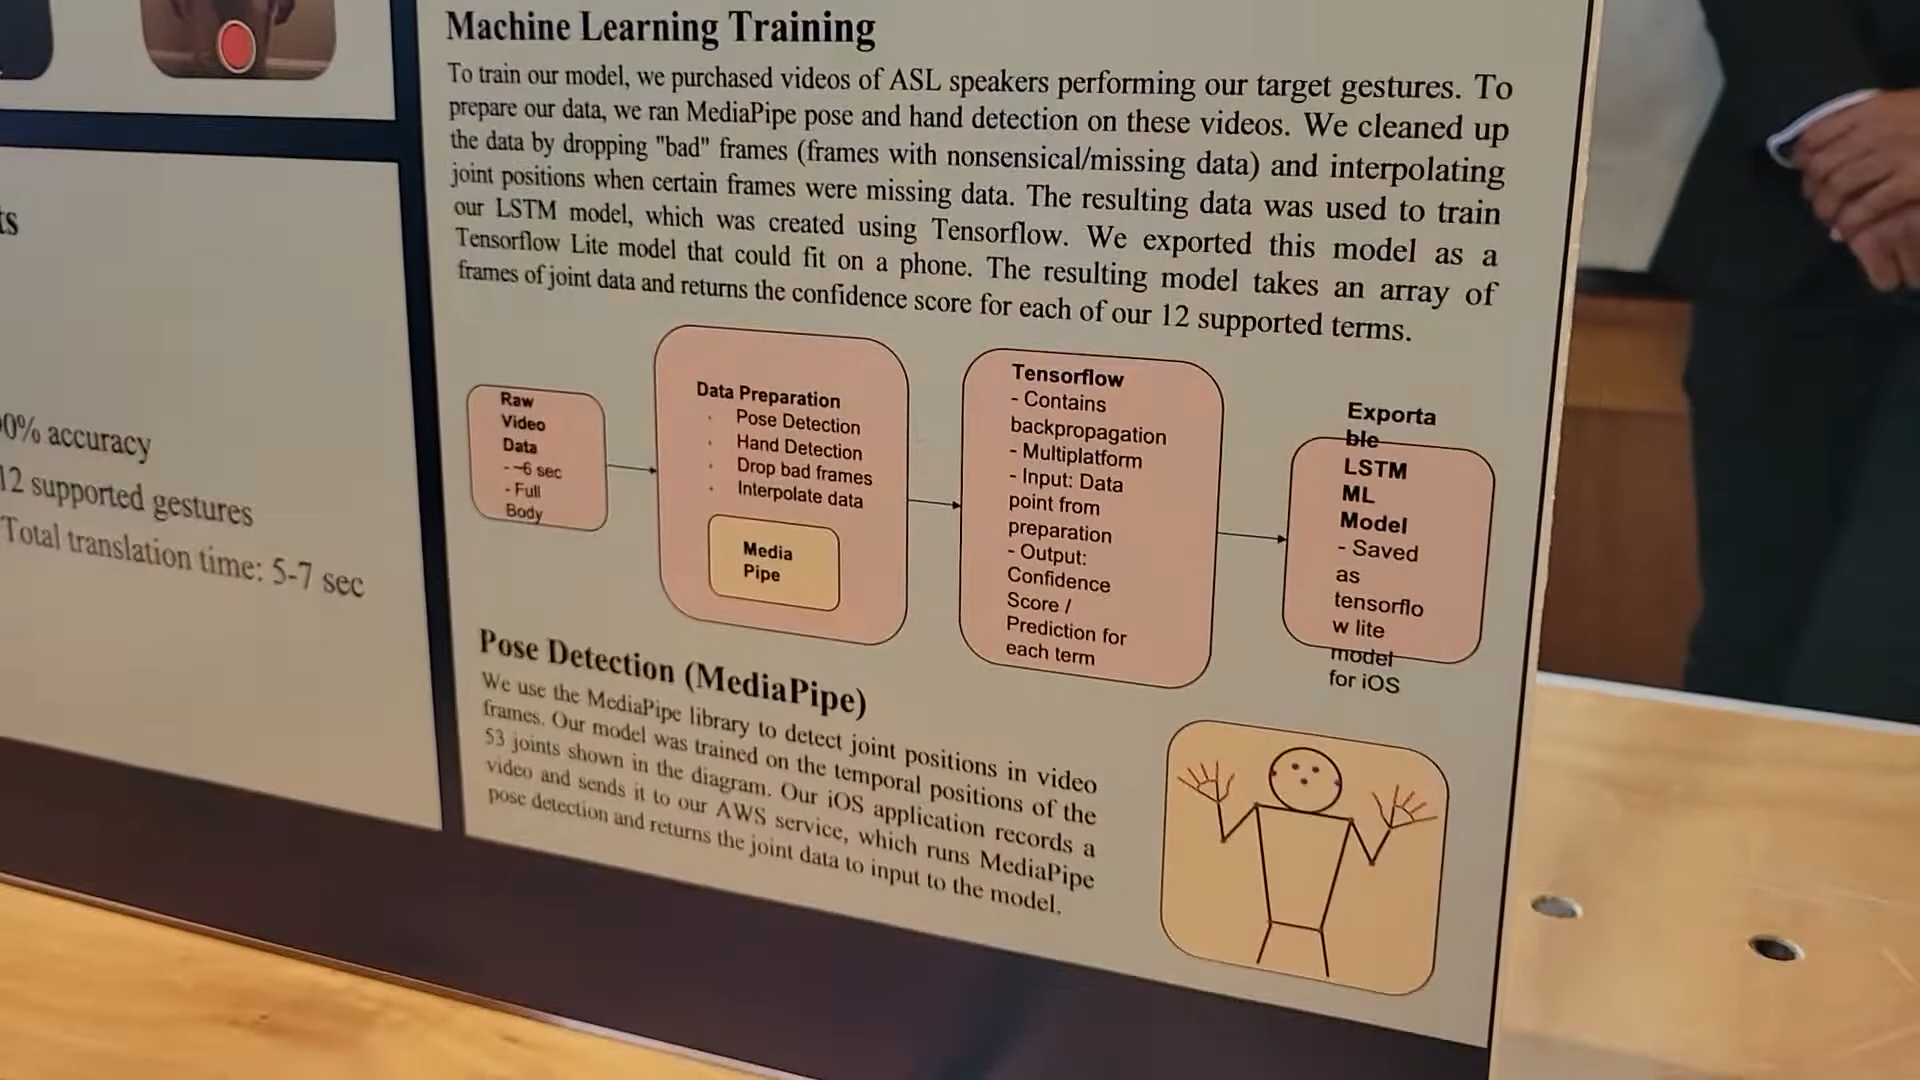 ts
0% accuracy
12 supported gestures
Total translation time: 5-7 sec
Machine Learning Training
To train our model, we purchased videos of ASL speakers performing our target gestures. To
prepare our data, we ran MediaPipe pose and hand detection on these videos. We cleaned up
the data by dropping "bad" frames (frames with nonsensical/missing data) and interpolating
joint positions when certain frames were missing data. The resulting data was used to train
our LSTM model, which was created using Tensorflow. We exported this model as a
Tensorflow Lite model that could fit on a phone. The resulting model takes an array of
frames of joint data and returns the confidence score for each of our 12 supported terms.
Raw
Video
Data
- ~6 sec
- Full
Body
Data Preparation
· Pose Detection
· Hand Detection
· Drop bad frames
· Interpolate data
Media
Pipe
Tensorflow
- Contains
backpropagation
- Multiplatform
- Input: Data
point from
preparation
- Output:
Confidence
Score /
Prediction for
each term
Exporta
ble
LSTM
ML
Model
- Saved
as
tensorflo
w lite
model
for iOS
Pose Detection (MediaPipe)
We use the MediaPipe library to detect joint positions in video
frames. Our model was trained on the temporal positions of the
53 joints shown in the diagram. Our iOS application records a
video and sends it to our AWS service, which runs MediaPipe
pose detection and returns the joint data to input to the model.